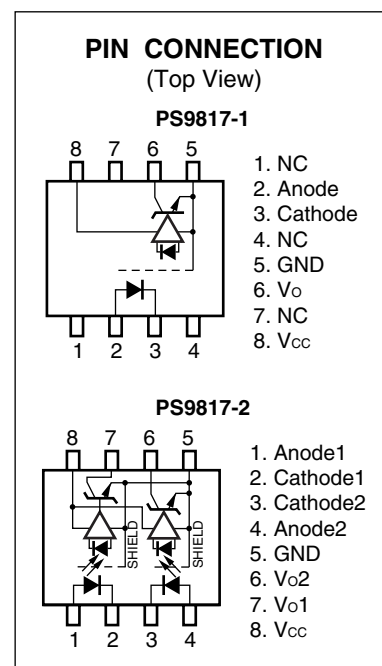 PIN CONNECTION
(Top View)
PS9817-1
8 7 6 5
1 2 3 4
1. NC
2. Anode
3. Cathode
4. NC
5. GND
6. VO
7. NC
8. VCC
PS9817-2
8 7 6 5
SHIELD SHIELD
1 2 3 4
1. Anode1
2. Cathode1
3. Cathode2
4. Anode2
5. GND
6. VO2
7. VO1
8. VCC